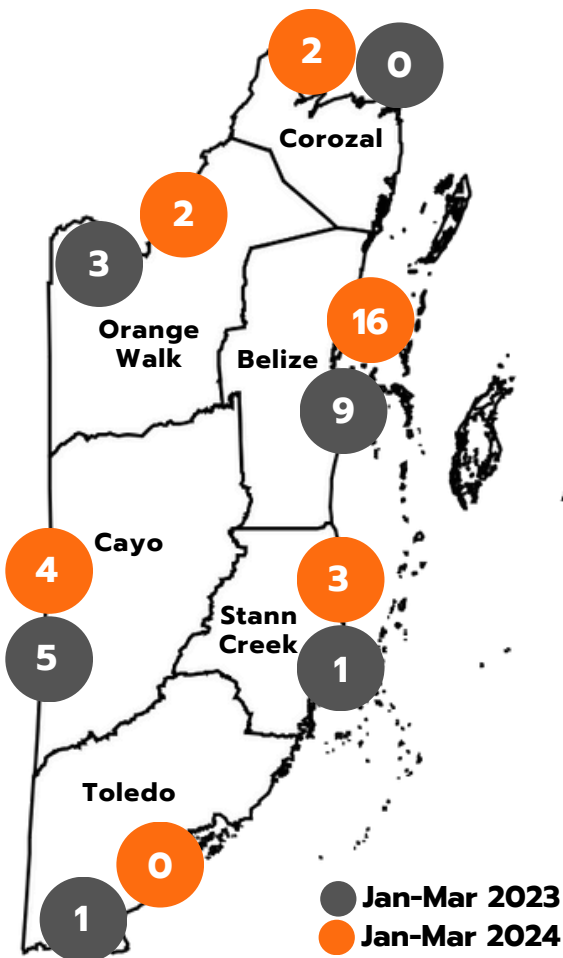 2
0
Corozal
2
3
Orange
Walk
16
Belize
9
Cayo
4
5
3
Stann
Creek
1
Toledo
0
1
Jan-Mar 2023
Jan-Mar 2024